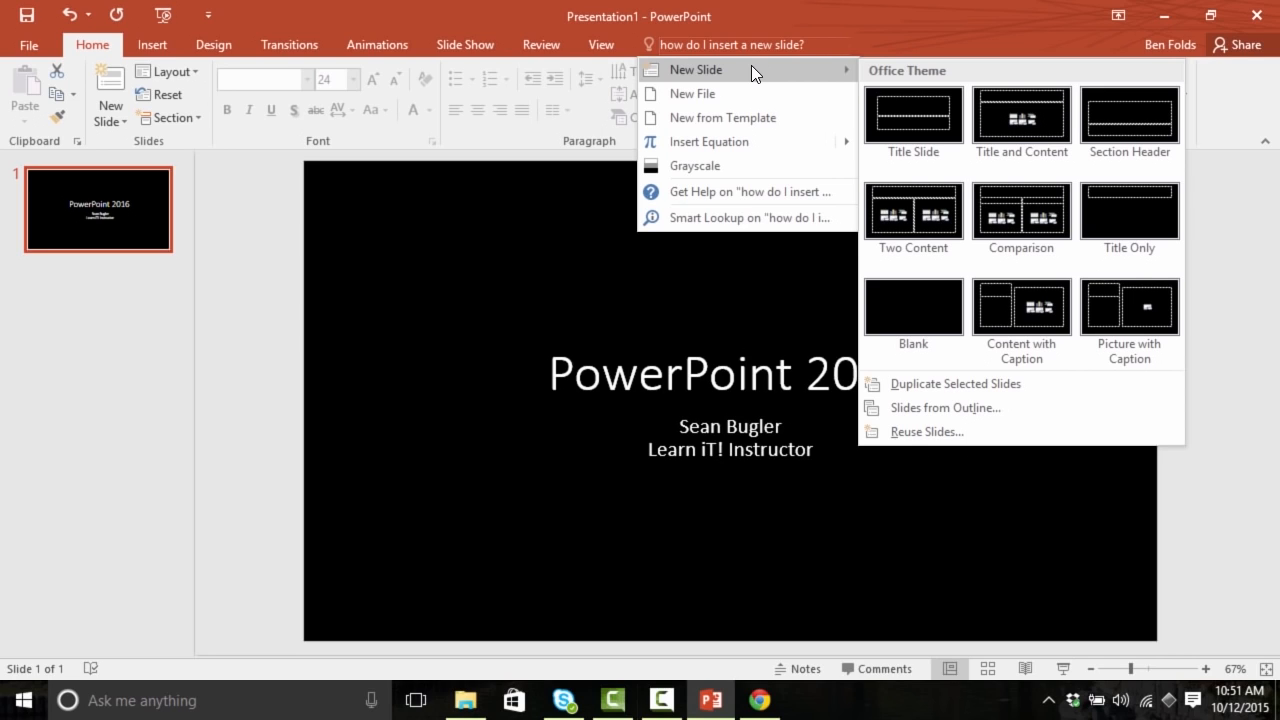 Presentation1 - PowerPoint
File Home Insert Design Transitions Animations Slide Show Review View how do I insert a new slide? Ben Folds Share
Paste
New Slide
Layout
Reset
Section
24
B I U S abc AV Aa A
Clipboard Slides Font Paragraph
New Slide
New File
New from Template
Insert Equation
Grayscale
Get Help on "how do I insert ...
Smart Lookup on "how do I i...
Office Theme
Title Slide Title and Content Section Header
Two Content Comparison Title Only
Blank Content with Caption Picture with Caption
Duplicate Selected Slides
Slides from Outline...
Reuse Slides...
1
PowerPoint 2016
Sean Bugler
Learn iT! Instructor
PowerPoint 20
Sean Bugler
Learn iT! Instructor
Slide 1 of 1 Notes Comments 67%
Ask me anything
10:51 AM
10/12/2015